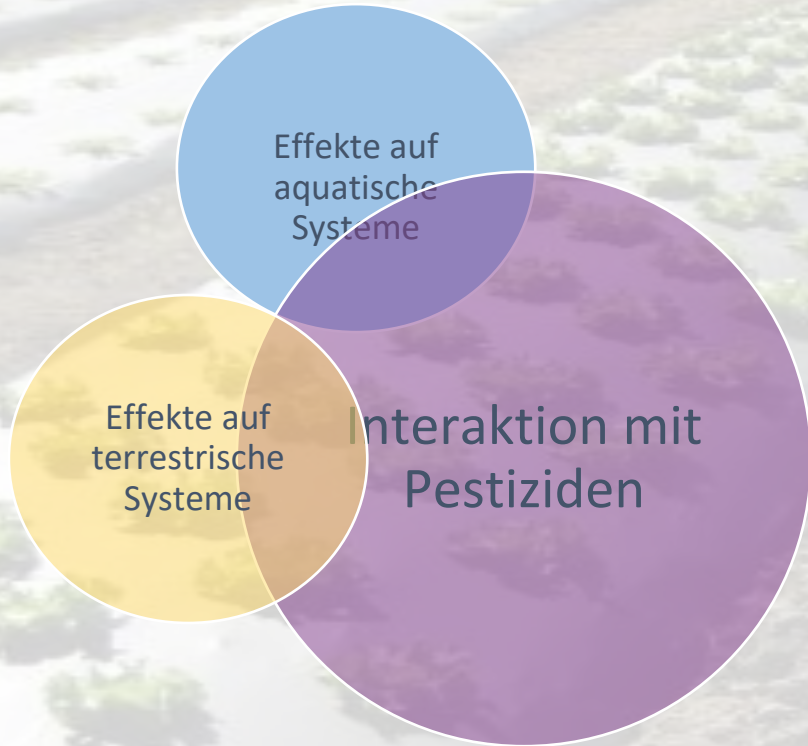 Effekte auf
aquatische
Systeme
Effekte auf
terrestrische
Systeme
Interaktion mit
Pestiziden